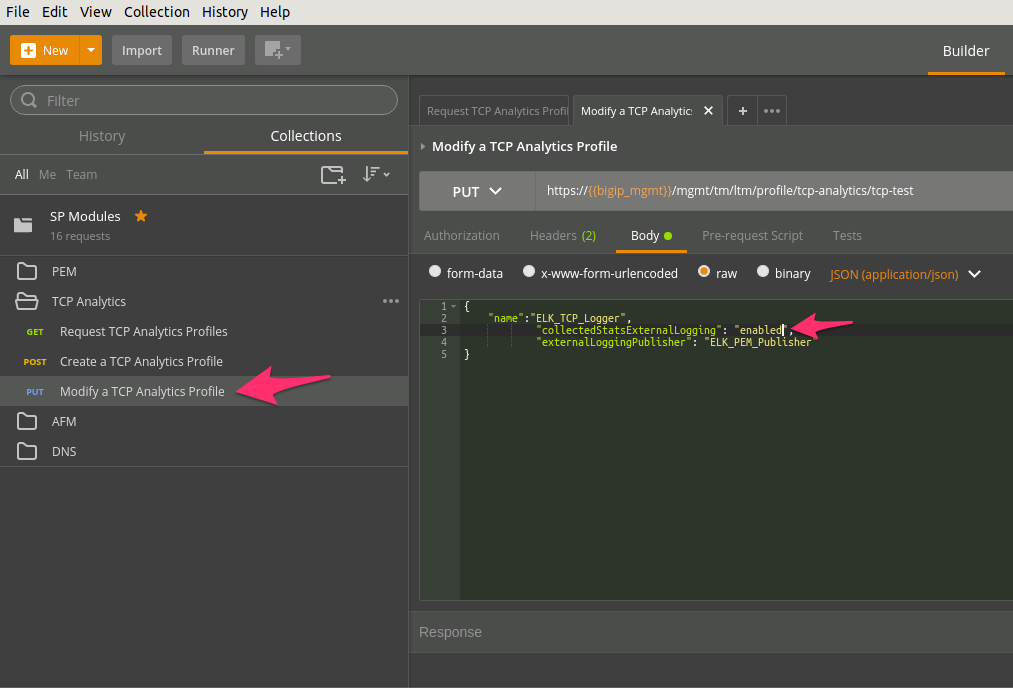 File Edit View Collection History Help
New Import Runner Builder
Filter
History Collections
All Me Team
SP Modules
16 requests
PEM
TCP Analytics
GET Request TCP Analytics Profiles
POST Create a TCP Analytics Profile
PUT Modify a TCP Analytics Profile
AFM
DNS
Request TCP Analytics Profil Modify a TCP Analytics
Modify a TCP Analytics Profile
PUT https://{{bigip_mgmt}}/mgmt/tm/ltm/profile/tcp-analytics/tcp-test
Authorization Headers (2) Body Pre-request Script Tests
form-data x-www-form-urlencoded raw binary JSON (application/json)
1 {
2 "name":"ELK_TCP_Logger",
3 "collectedStatsExternalLogging": "enabled",
4 "externalLoggingPublisher": "ELK_PEM_Publisher
5 }
Response